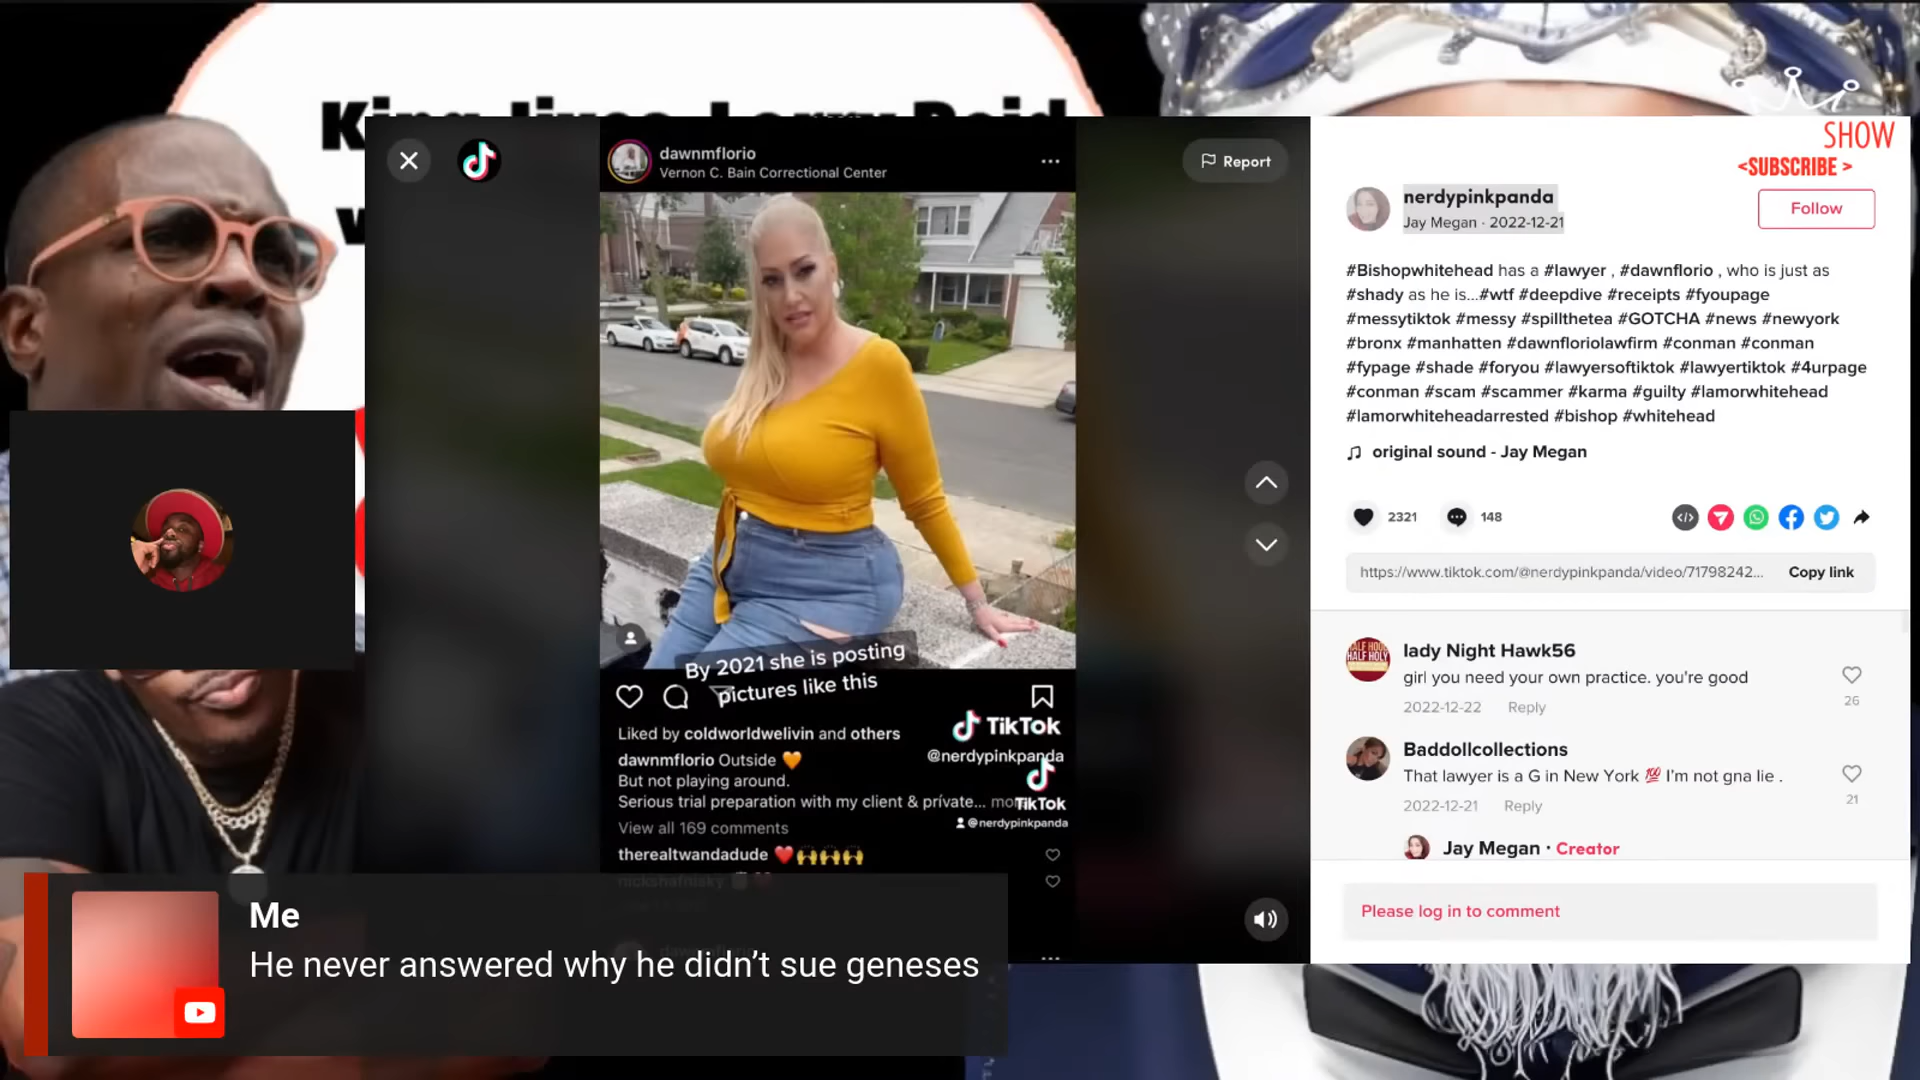 SHOW
<SUBSCRIBE >
dawnmflorio
Vernon C. Bain Correctional Center
Report
By 2021 she is posting
pictures like this
Liked by coldworldwelivin and others
dawnmflorio Outside 🧡
But not playing around.
Serious trial preparation with my client & private...
View all 169 comments
therealtwandadude ❤️🙌🙌🙌
TikTok
@nerdypinkpanda
TikTok
@nerdypinkpanda
nerdypinkpanda
Jay Megan · 2022-12-21
Follow
#Bishopwhitehead has a #lawyer , #dawnflorio , who is just as
#shady as he is...#wtf #deepdive #receipts #fyoupage
#messytiktok #messy #spillthetea #GOTCHA #news #newyork
#bronx #manhatten #dawnfloriolawfirm #conman #conman
#fypage #shade #foryou #lawyersoftiktok #lawyertiktok #4urpage
#conman #scam #scammer #karma #guilty #lamorwhitehead
#lamorwhiteheadarrested #bishop #whitehead
original sound - Jay Megan
2321
148
https://www.tiktok.com/@nerdypinkpanda/video/71798242...
Copy link
lady Night Hawk56
girl you need your own practice. you're good
2022-12-22 Reply
26
Baddollcollections
That lawyer is a G in New York 💯 I'm not gna lie .
2022-12-21 Reply
21
Jay Megan · Creator
Please log in to comment
Me
He never answered why he didn't sue geneses